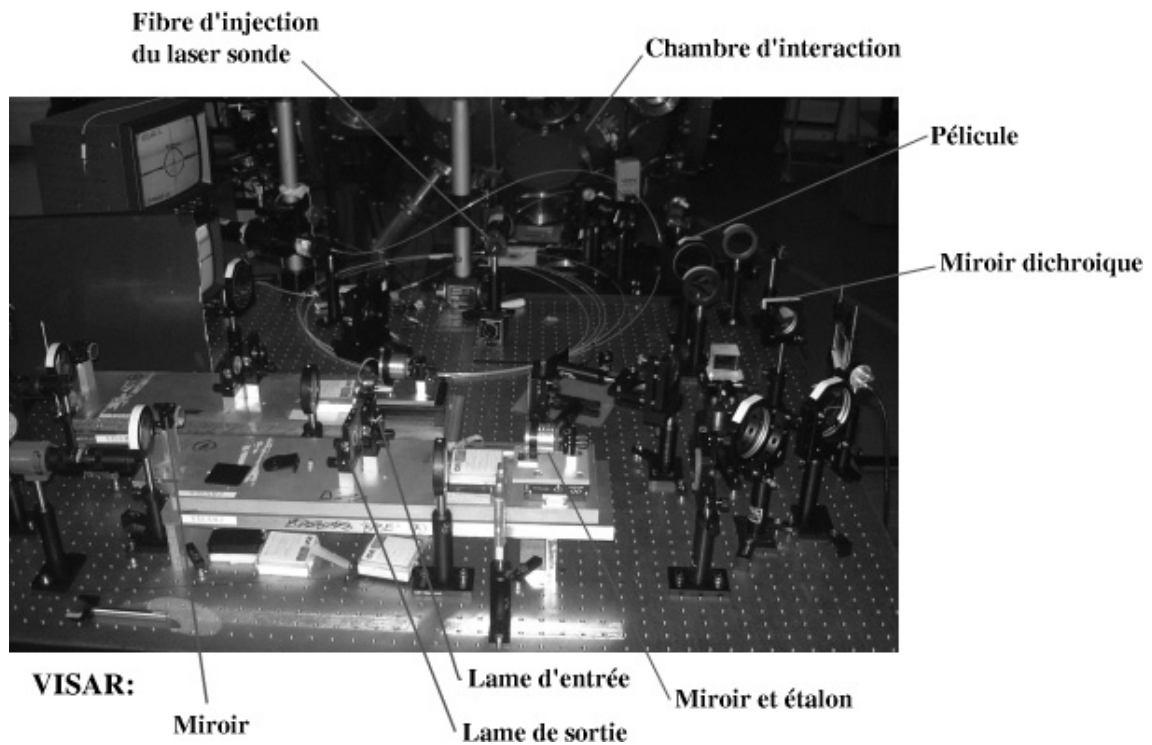 Fibre d'injection
du laser sonde
Chambre d'interaction
Pélicule
Miroir dichroique
VISAR:
Lame d'entrée
Miroir et étalon
Miroir
Lame de sortie